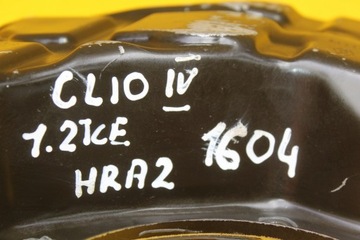 CLIO IV
1.2TCE 1604
HRA2